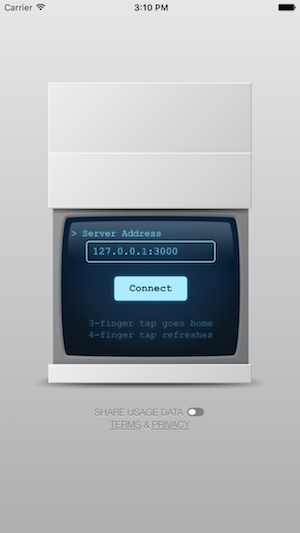 Carrier 3:10 PM
> Server Address
127.0.0.1:3000
Connect
3-finger tap goes home
4-finger tap refreshes
SHARE USAGE DATA
TERMS & PRIVACY